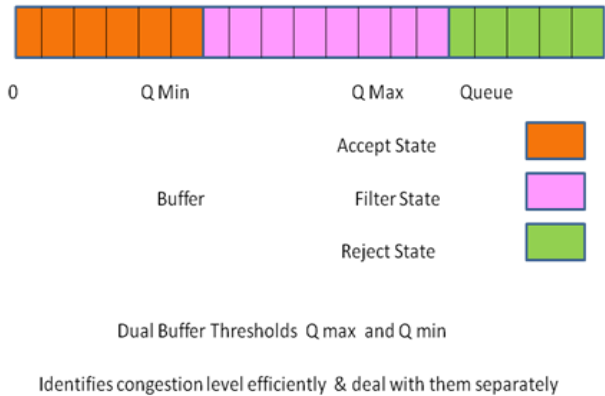 0 Q Min Q Max Queue
Accept State
Buffer Filter State
Reject State
Dual Buffer Thresholds Q max and Q min
Identifies congestion level efficiently & deal with them separately